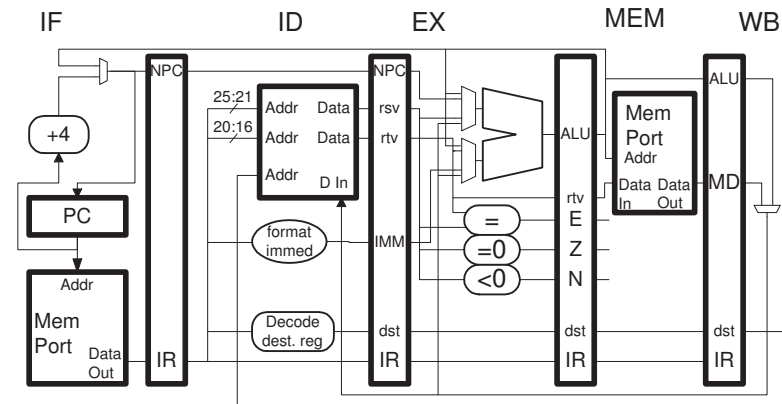 IF
ID
EX
MEM
WB
NPC
NPC
25:21
Addr
Data
rsv
ALU
+4
20:16
Addr
Data
rtv
Mem
Port
ALU
Addr
Addr
D In
rtv
Data
In
Data
Out
MD
PC
=
E
format
immed
IMM
=0
Z
Addr
<0
N
Mem
Port
Decode
dest. reg
dst
dst
dst
Data
Out
IR
IR
IR
IR